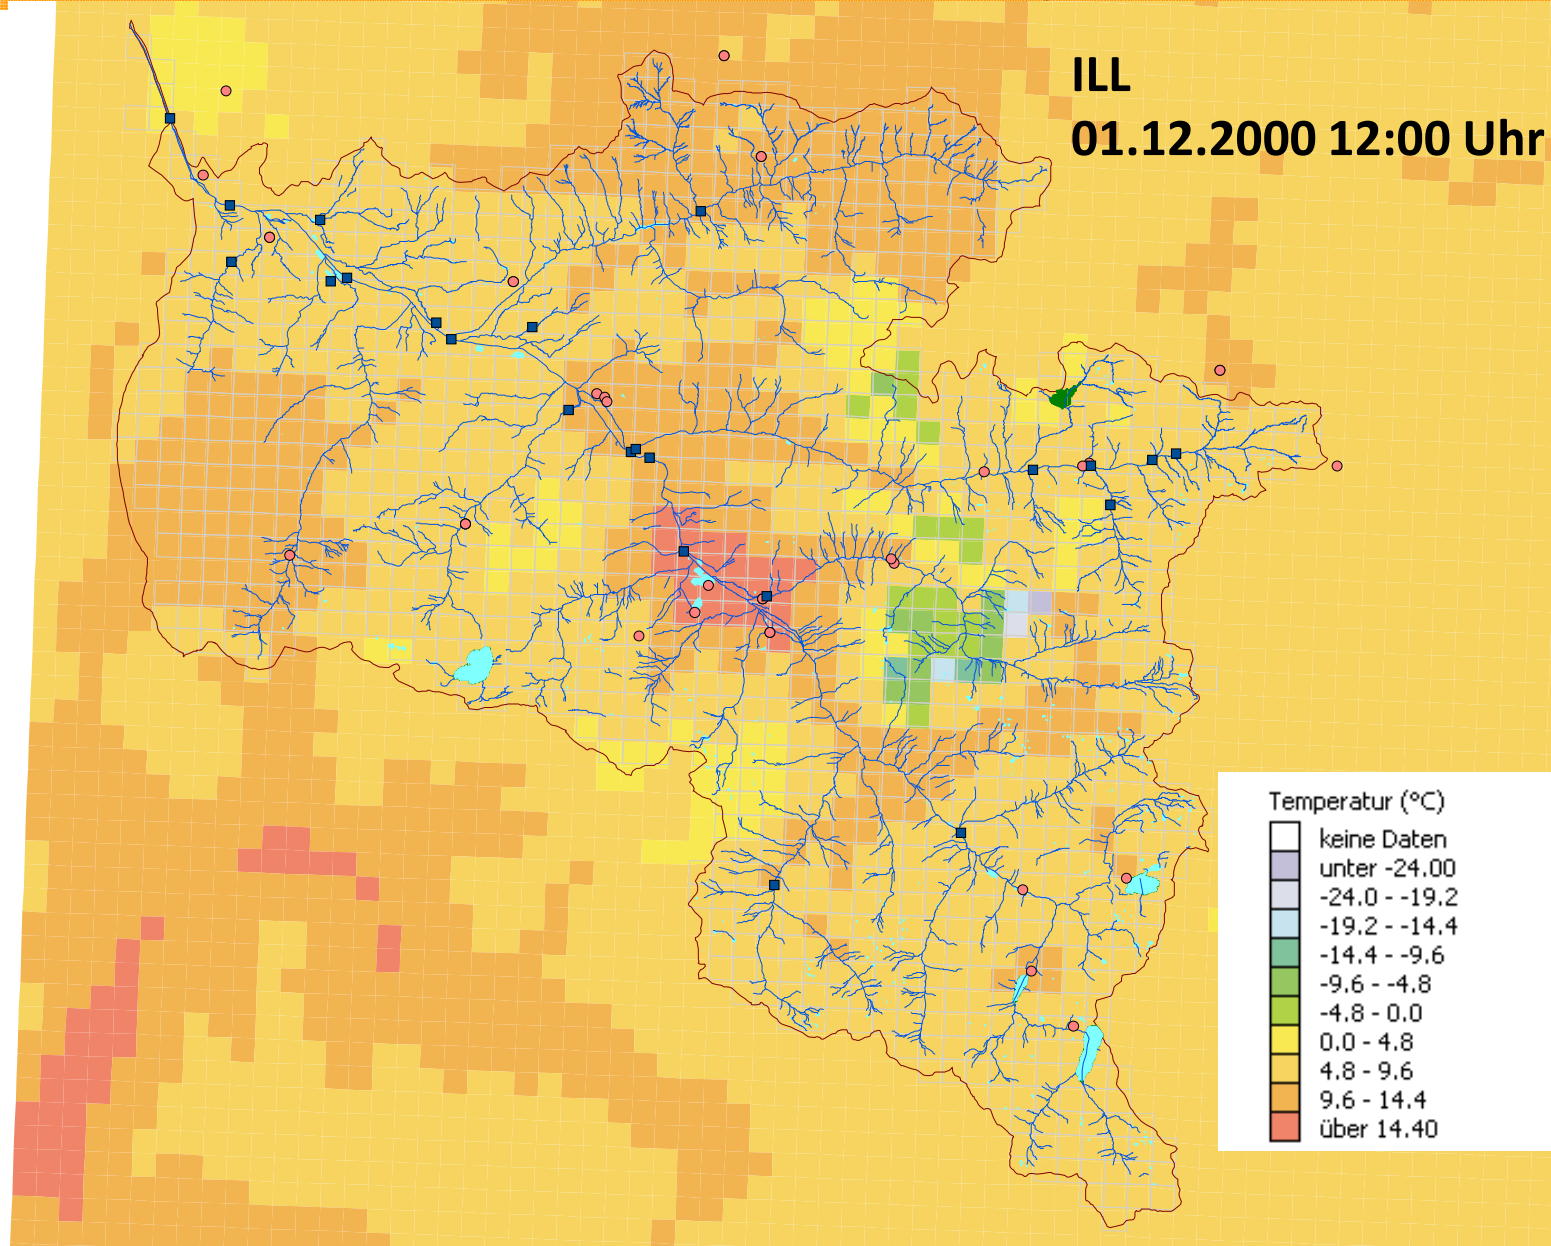 ILL
01.12.2000 12:00 Uhr
Temperatur (°C)
keine Daten
unter -24.00
-24.0 - -19.2
-19.2 - -14.4
-14.4 - -9.6
-9.6 - -4.8
-4.8 - 0.0
0.0 - 4.8
4.8 - 9.6
9.6 - 14.4
über 14.40